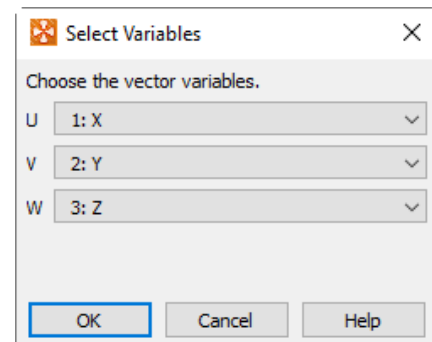 Select Variables
Choose the vector variables.
U 1: X
V 2: Y
W 3: Z
OK Cancel Help